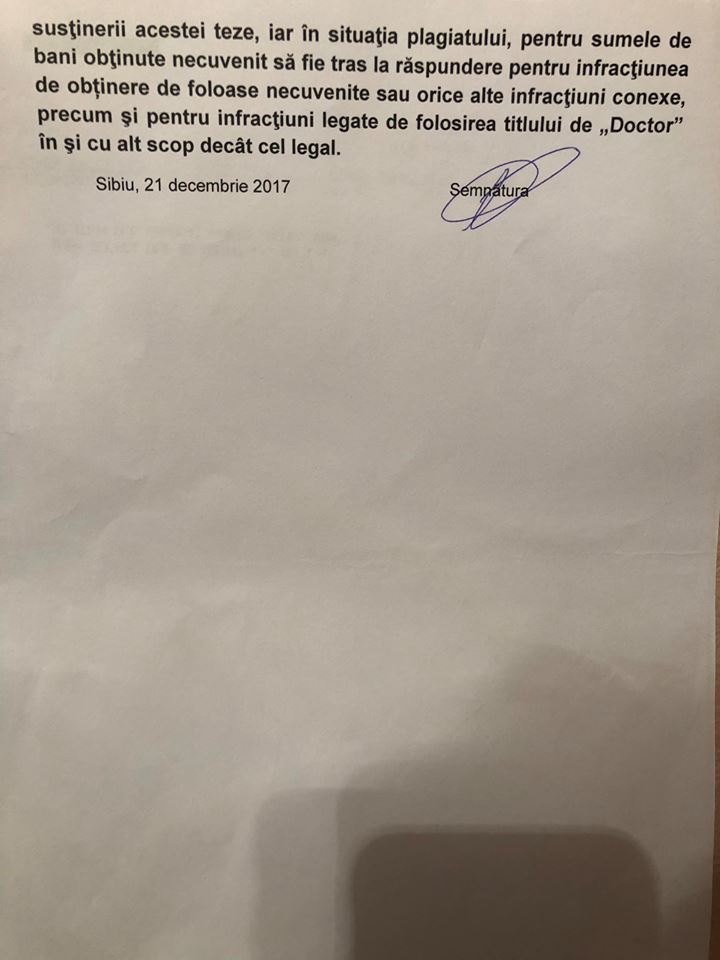 susţinerii acestei teze, iar în situaţia plagiatului, pentru sumele de
bani obţinute necuvenit să fie tras la răspundere pentru infracţiunea
de obținere de foloase necuvenite sau orice alte infracţiuni conexe,
precum şi pentru infracţiuni legate de folosirea titlului de „Doctor”
în şi cu alt scop decât cel legal.
Sibiu, 21 decembrie 2017 Semnătura